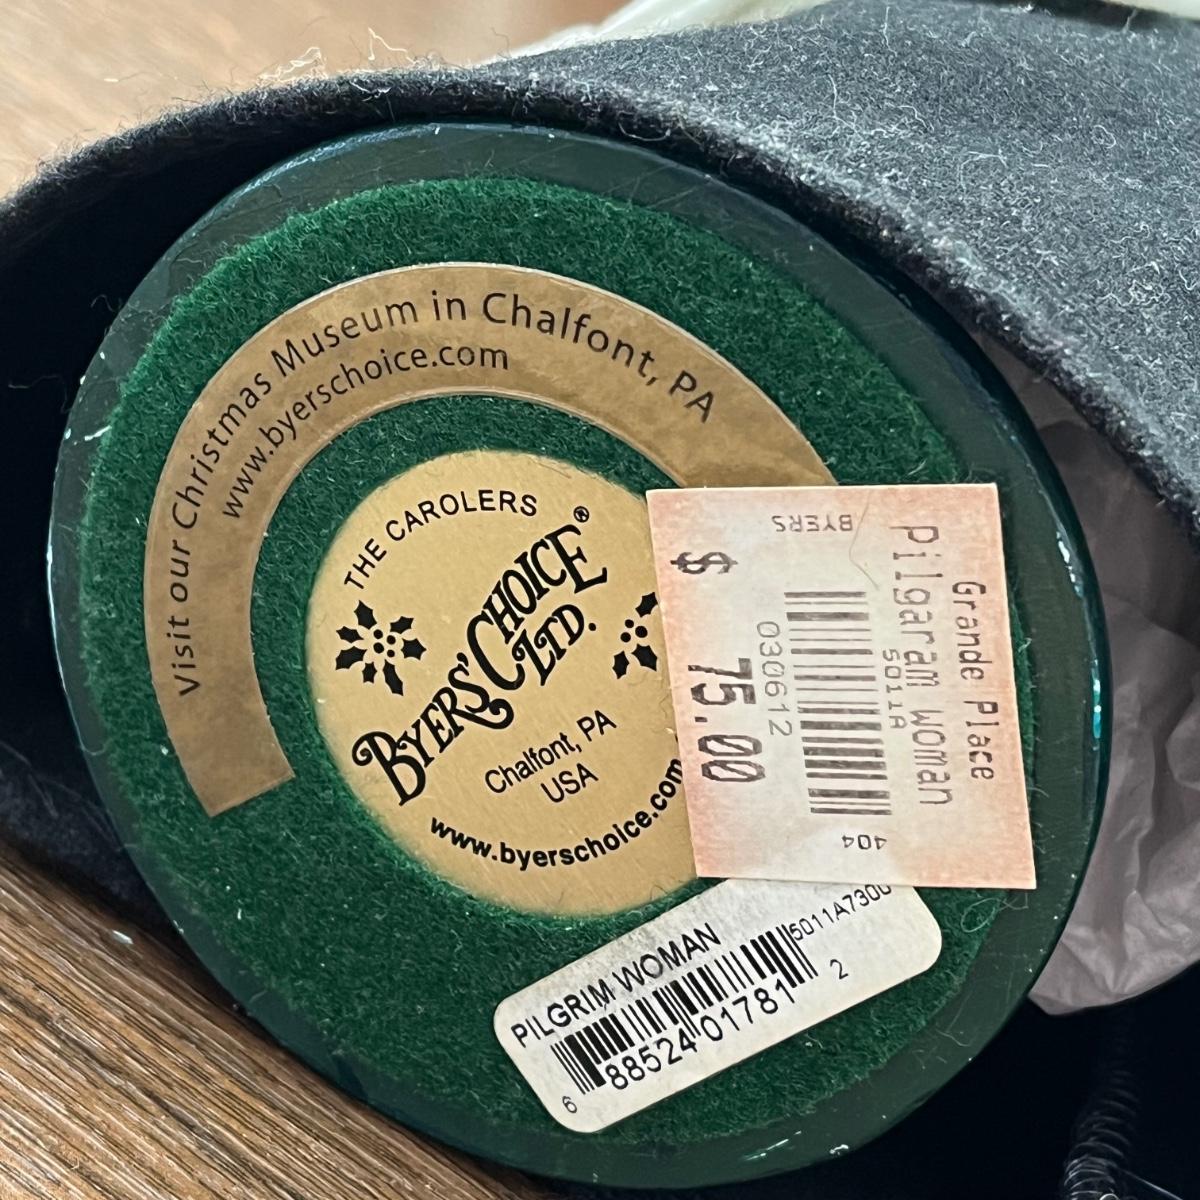 Visit our Christmas Museum in Chalfont, PA
www.byerschoice.com
THE CAROLERS
BYERS' CHOICE®
LTD.
Chalfont, PA
USA
www.byerschoice.com
Grande Place
Pilgaram woman
5011A
404
030612
BYERS
$ 75.00
PILGRIM WOMAN
5011A7300
6 88524 01781 2